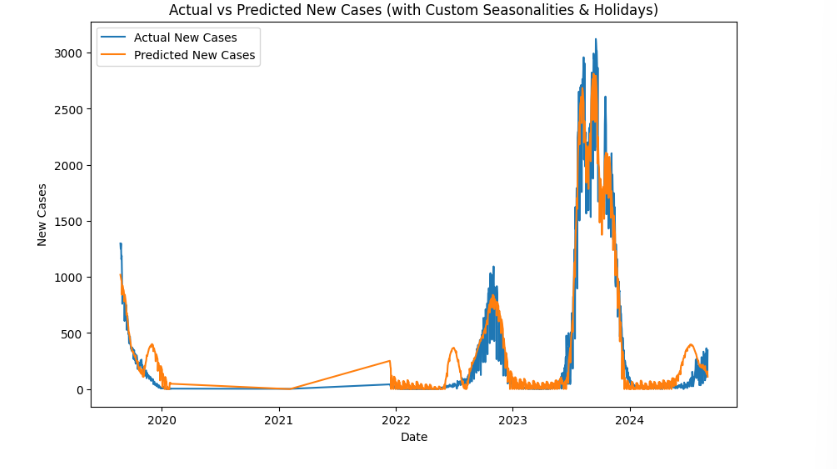 Actual vs Predicted New Cases (with Custom Seasonalities & Holidays)
Actual New Cases
Predicted New Cases
3000
2500
2000
1500
1000
500
0
New Cases
2020 2021 2022 2023 2024
Date